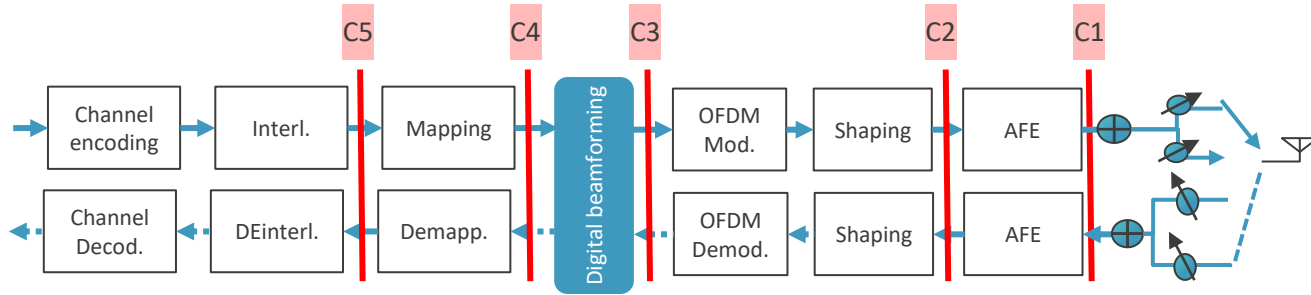 C5
C4
C3
C2
C1
Channel
encoding
Interl.
Mapping
Digital beamforming
OFDM
Mod.
Shaping
AFE
Channel
Decod.
DEinterl.
Demapp.
OFDM
Demod.
Shaping
AFE